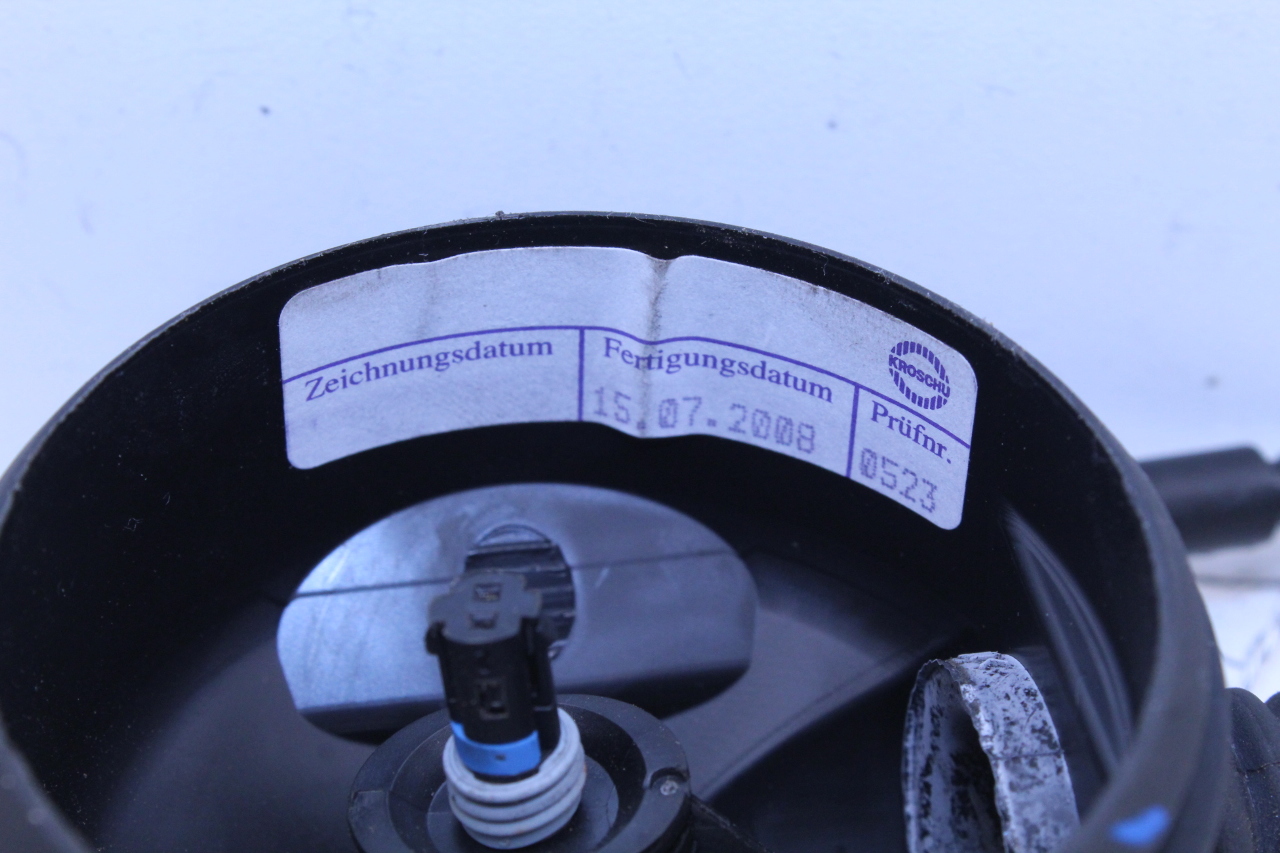 KROSCHU
Zeichnungsdatum
Fertigungsdatum
15.07.2008
Prüfnr.
0523